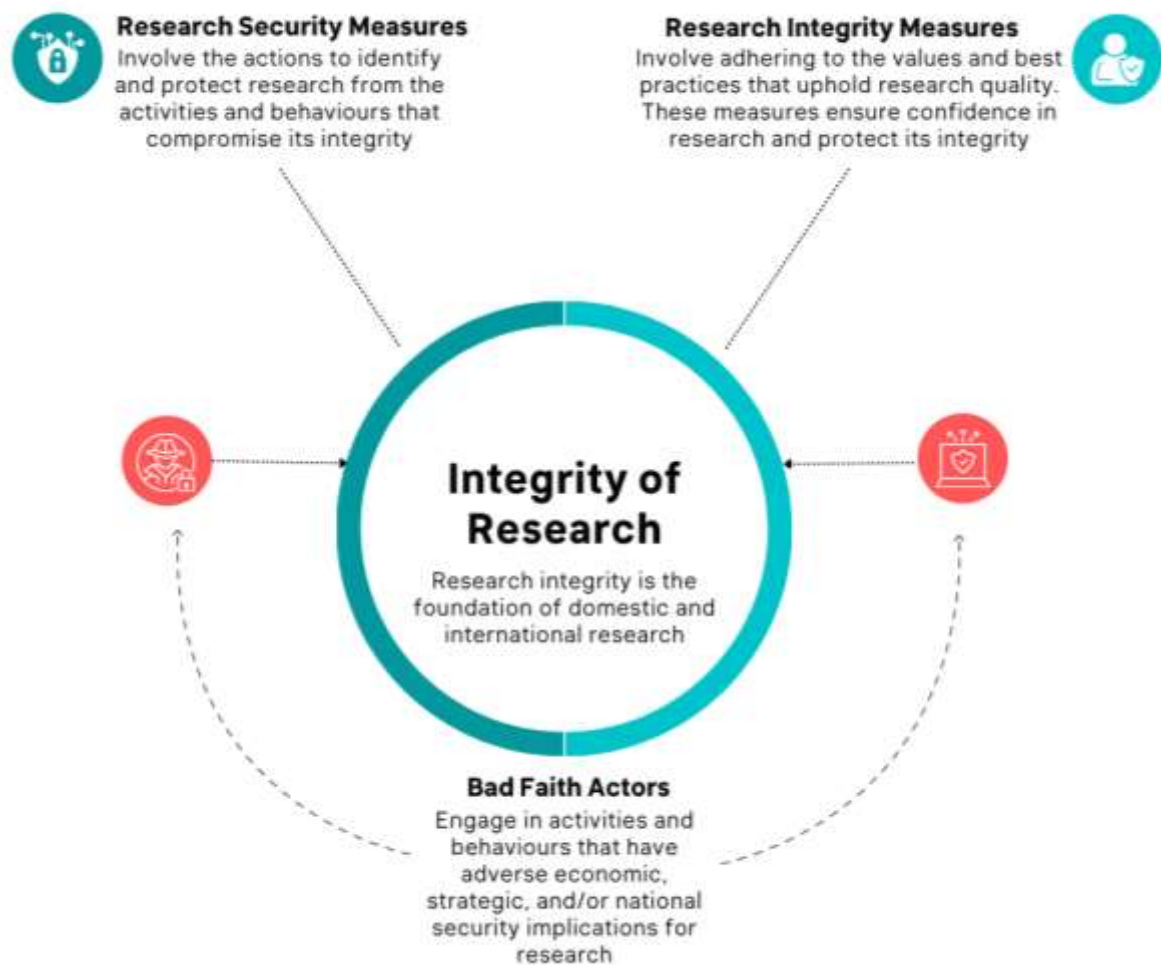 Research Security Measures
Involve the actions to identify
and protect research from the
activities and behaviours that
compromise its integrity
Research Integrity Measures
Involve adhering to the values and best
practices that uphold research quality.
These measures ensure confidence in
research and protect its integrity
Integrity of
Research
Research integrity is the
foundation of domestic and
international research
Bad Faith Actors
Engage in activities and
behaviours that have
adverse economic,
strategic, and/or national
security implications for
research